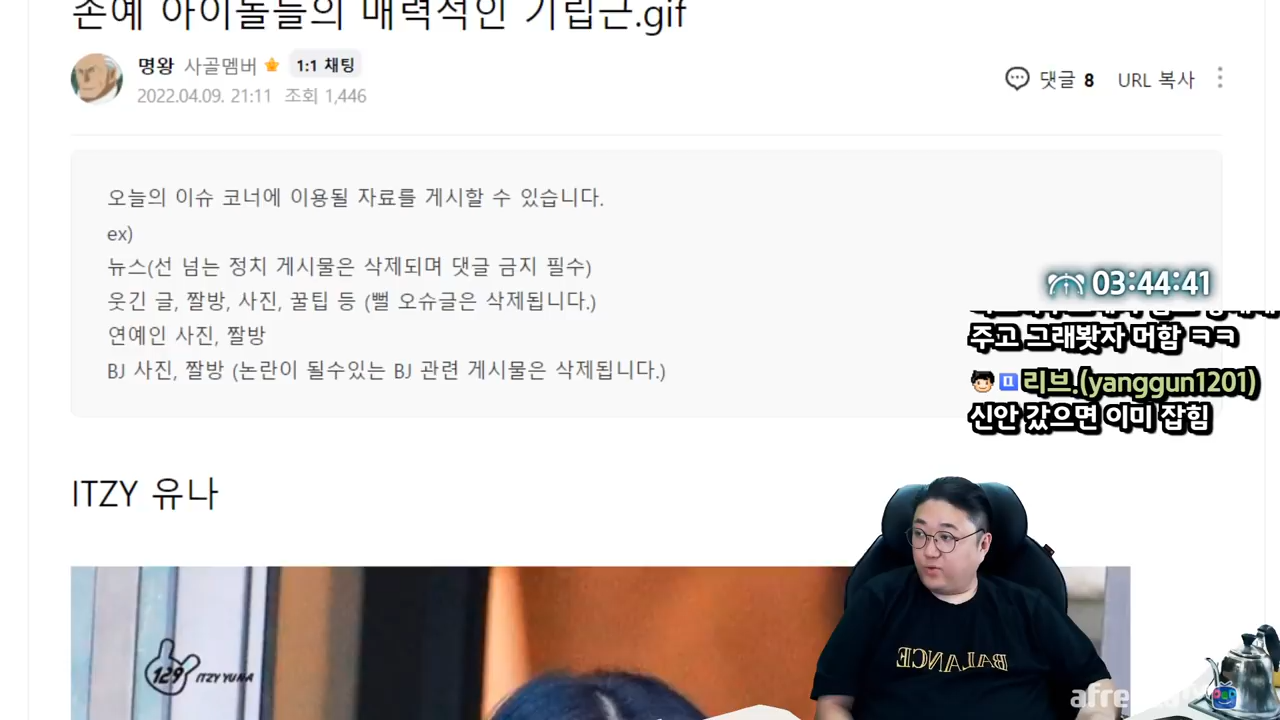 손예 아이돌들의 매력적인 기립근.gif
명왕 사골멤버 1:1 채팅
2022.04.09. 21:11 조회 1,446
댓글 8 URL 복사
오늘의 이슈 코너에 이용될 자료를 게시할 수 있습니다.
ex)
뉴스(선 넘는 정치 게시물은 삭제되며 댓글 금지 필수)
웃긴 글, 짤방, 사진, 꿀팁 등 (뻘 오슈글은 삭제됩니다.)
연예인 사진, 짤방
BJ 사진, 짤방 (논란이 될수있는 BJ 관련 게시물은 삭제됩니다.)
03:44:41
주고 그래봣자 머함 ㅋㅋ
리브.(yanggun1201)
신안 갔으면 이미 잡힘
ITZY 유나
129 ITZY YUNA
BALANCE